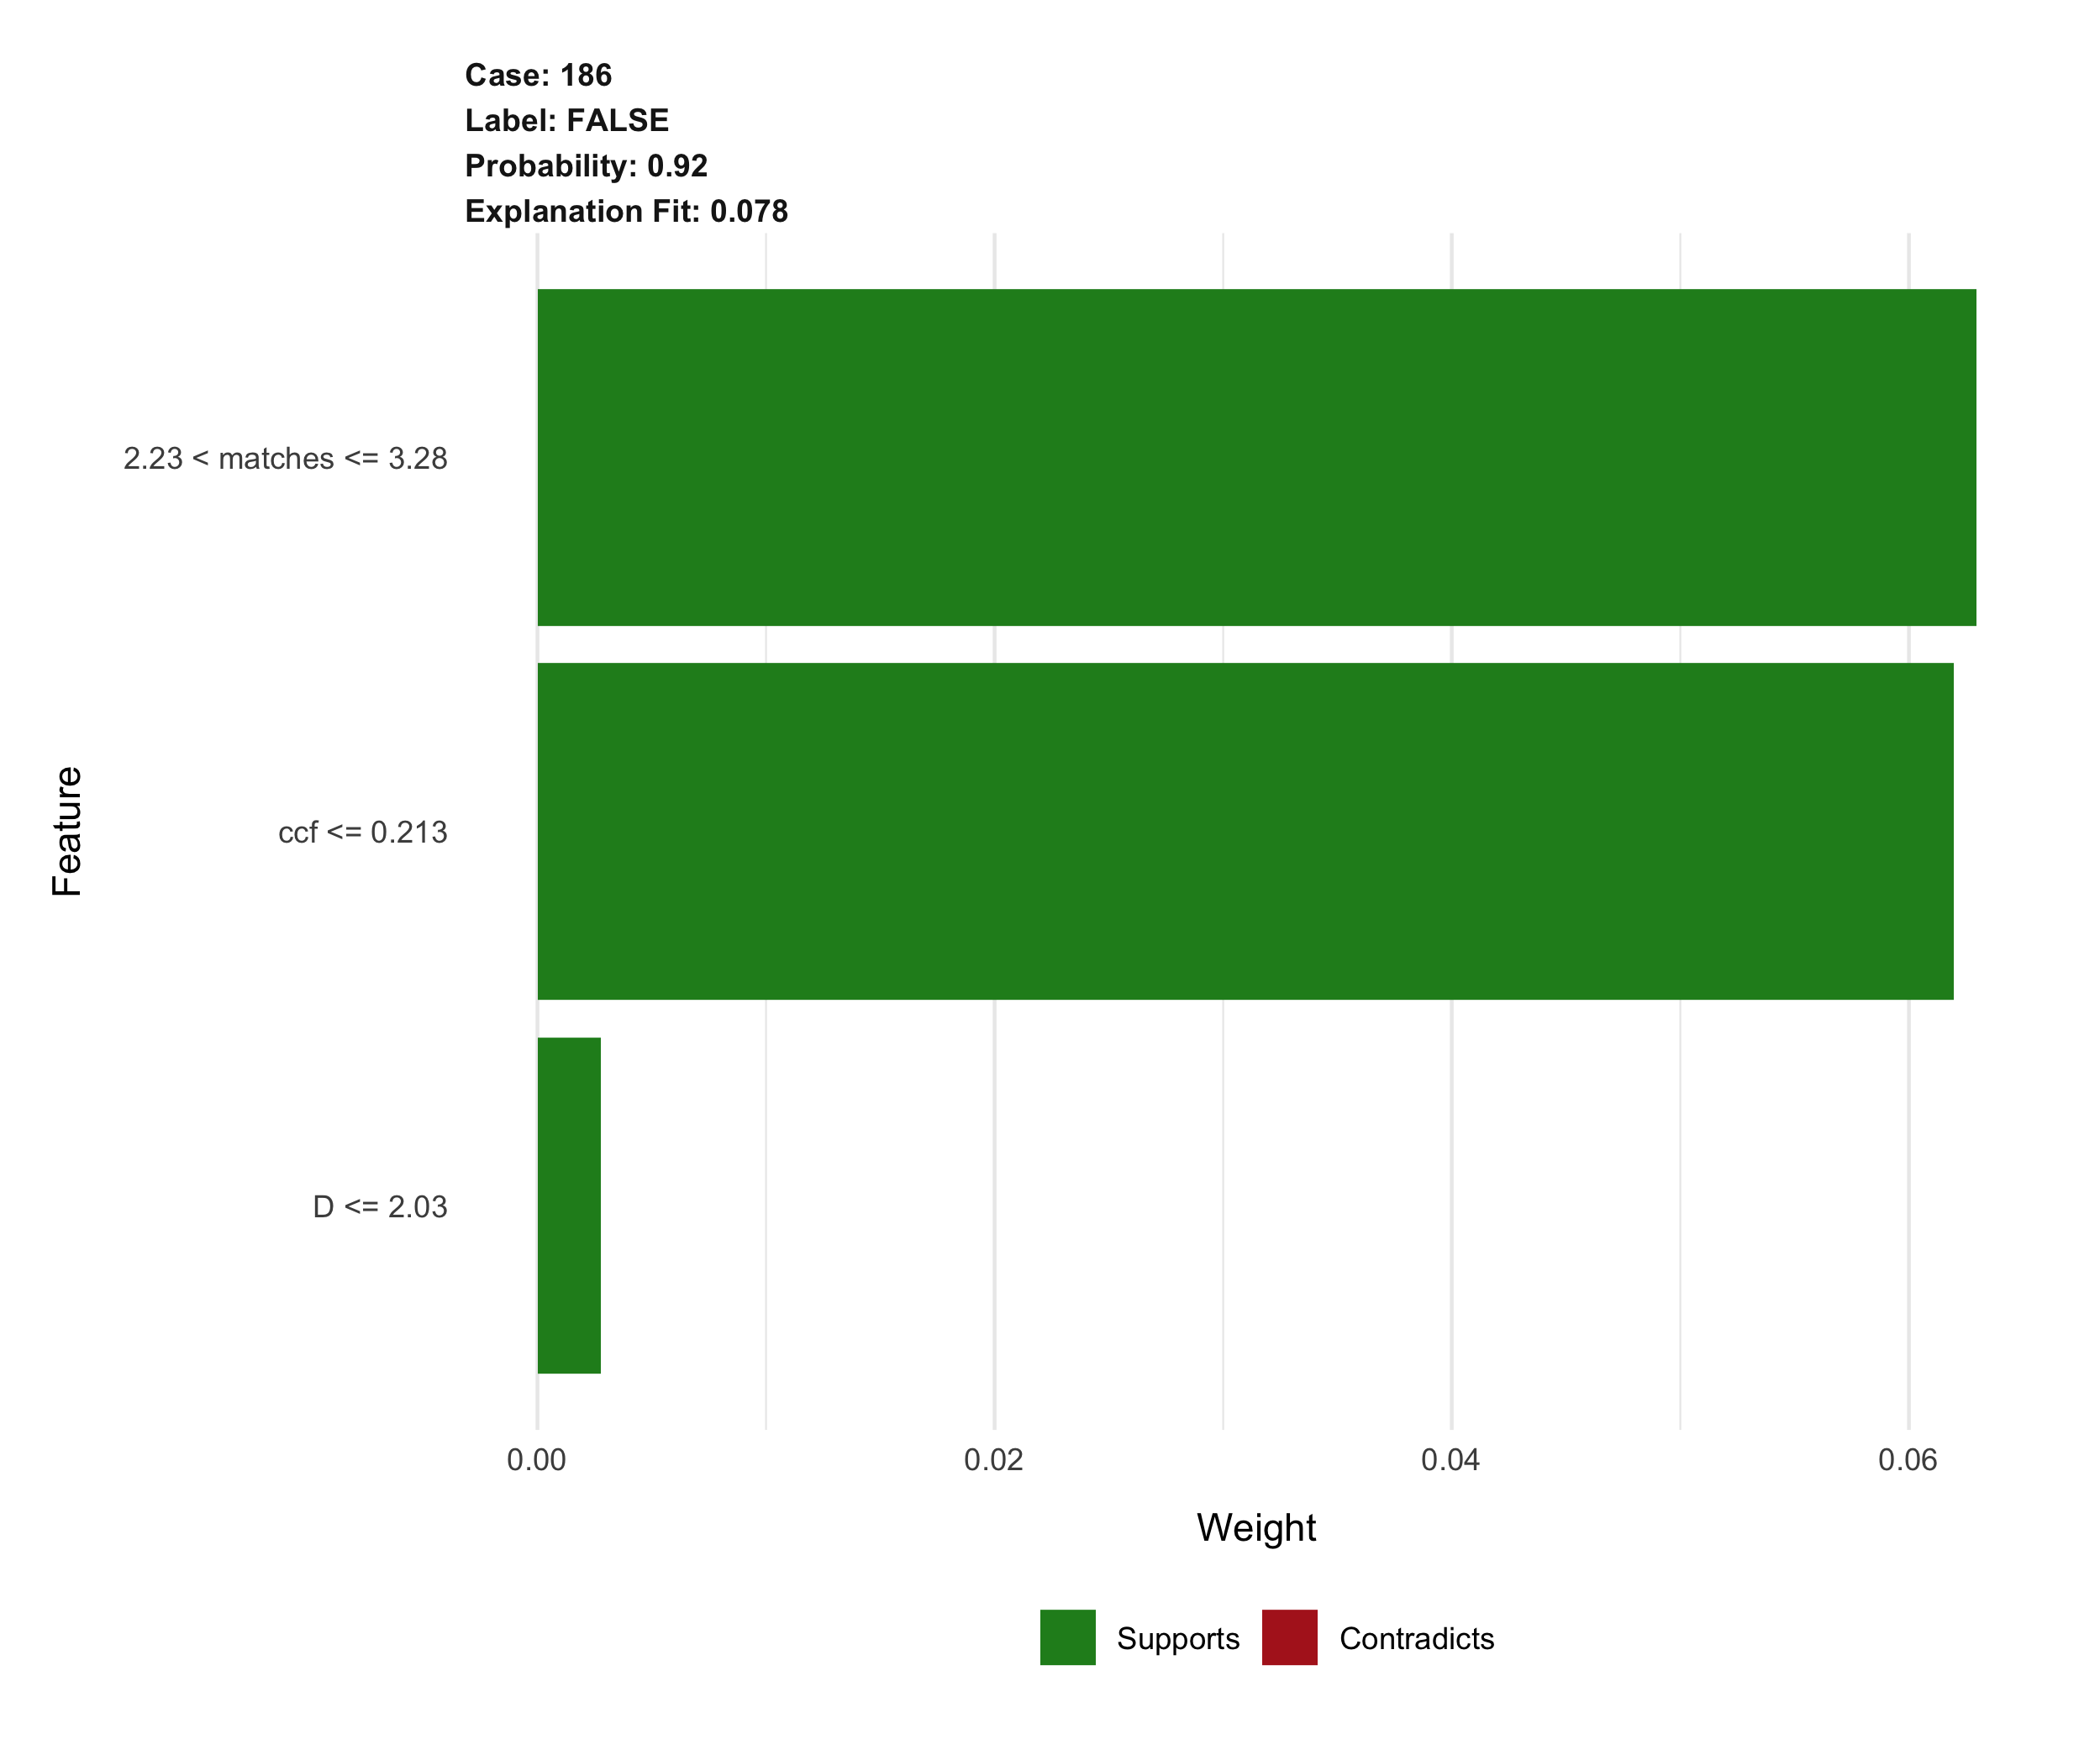 Case: 186
Label: FALSE
Probability: 0.92
Explanation Fit: 0.078
2.23 < matches <= 3.28
ccf <= 0.213
D <= 2.03
Feature
0.00 0.02 0.04 0.06
Weight
Supports Contradicts